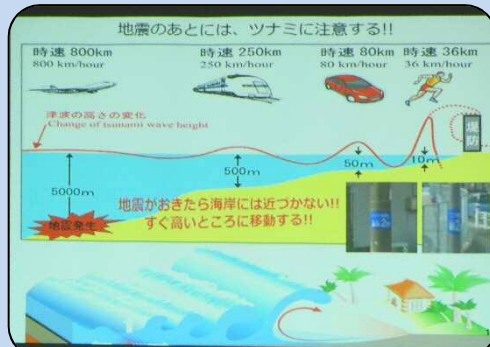 地震のあとには、ツナミに注意する!!
時速 800km
800 km/hour
時速 250km
250 km/hour
時速 80km
80 km/hour
時速 36km
36 km/hour
津波の高さの変化
Change of tsunami wave height
堤防
5000m
500m
50m
10m
地震発生
地震がおきたら海岸には近づかない!!
すぐ高いところに移動する!!